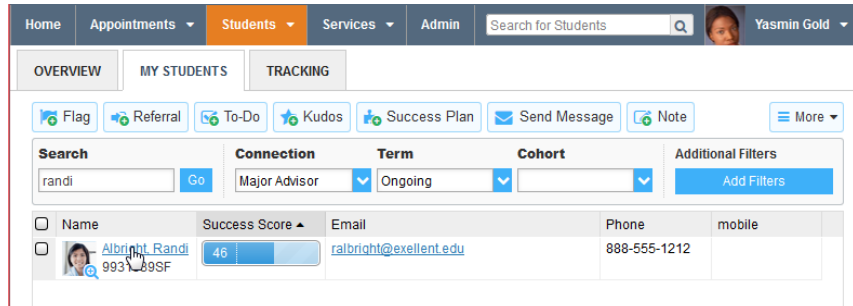 Home Appointments Students Services Admin Search for Students Yasmin Gold
OVERVIEW MY STUDENTS TRACKING
Flag Referral To-Do Kudos Success Plan Send Message Note More
Search Connection Term Cohort Additional Filters
randi Go Major Advisor Ongoing Add Filters
Name Success Score Email Phone mobile
Albright, Randi 46 ralbright@exellent.edu 888-555-1212